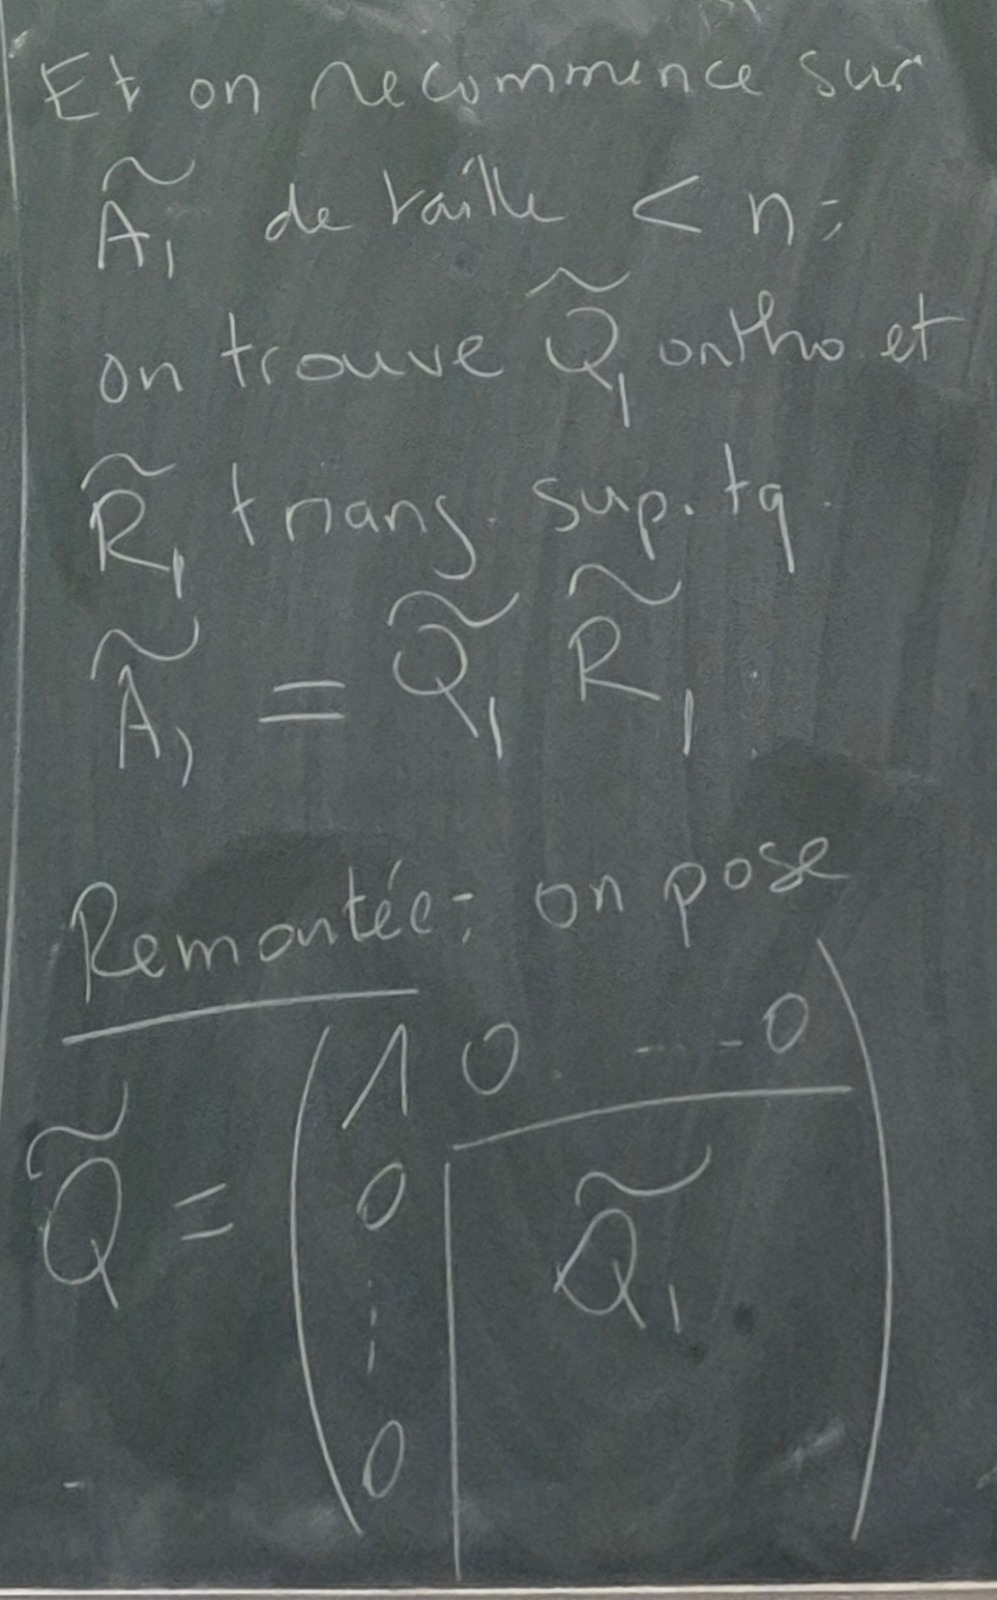 Et on recommence sur
Ã₁ de taille < n :
on trouve Q̃₁ ortho et
R̃₁ triang. sup. tq.
Ã₁ = Q̃₁ R̃₁
Remontée : on pose
Q̃ = ( 1 0 . ... 0
0 Q̃₁
⋮
0 )